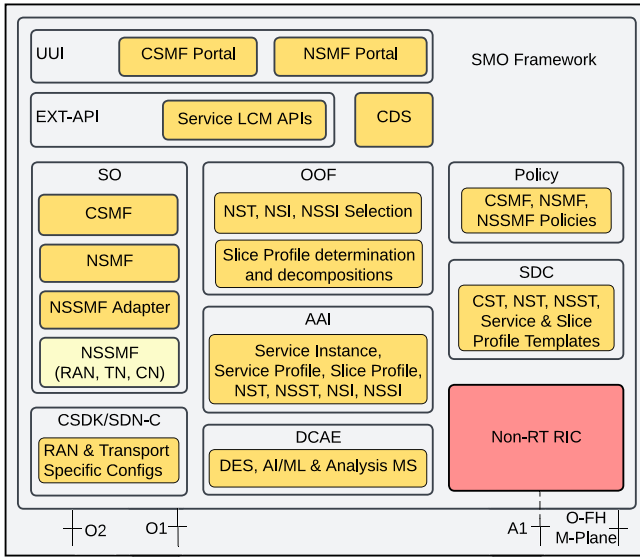 UUI
CSMF Portal
NSMF Portal
SMO Framework
EXT-API
Service LCM APIs
CDS
SO
CSMF
NSMF
NSSMF Adapter
NSSMF
(RAN, TN, CN)
OOF
NST, NSI, NSSI Selection
Slice Profile determination
and decompositions
Policy
CSMF, NSMF,
NSSMF Policies
SDC
CST, NST, NSST,
Service & Slice
Profile Templates
AAI
Service Instance,
Service Profile, Slice Profile,
NST, NSST, NSI, NSSI
CSDK/SDN-C
RAN & Transport
Specific Configs
DCAE
DES, AI/ML & Analysis MS
Non-RT RIC
O2
O1
A1
O-FH
M-Plane